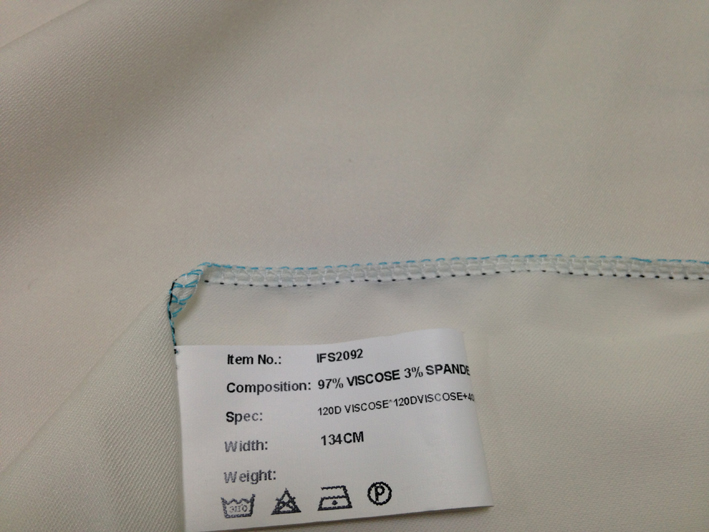 Item No.: IFS2092
Composition: 97% VISCOSE 3% SPANDE
Spec: 120D VISCOSE*120DVISCOSE+40
Width: 134CM
Weight:
P